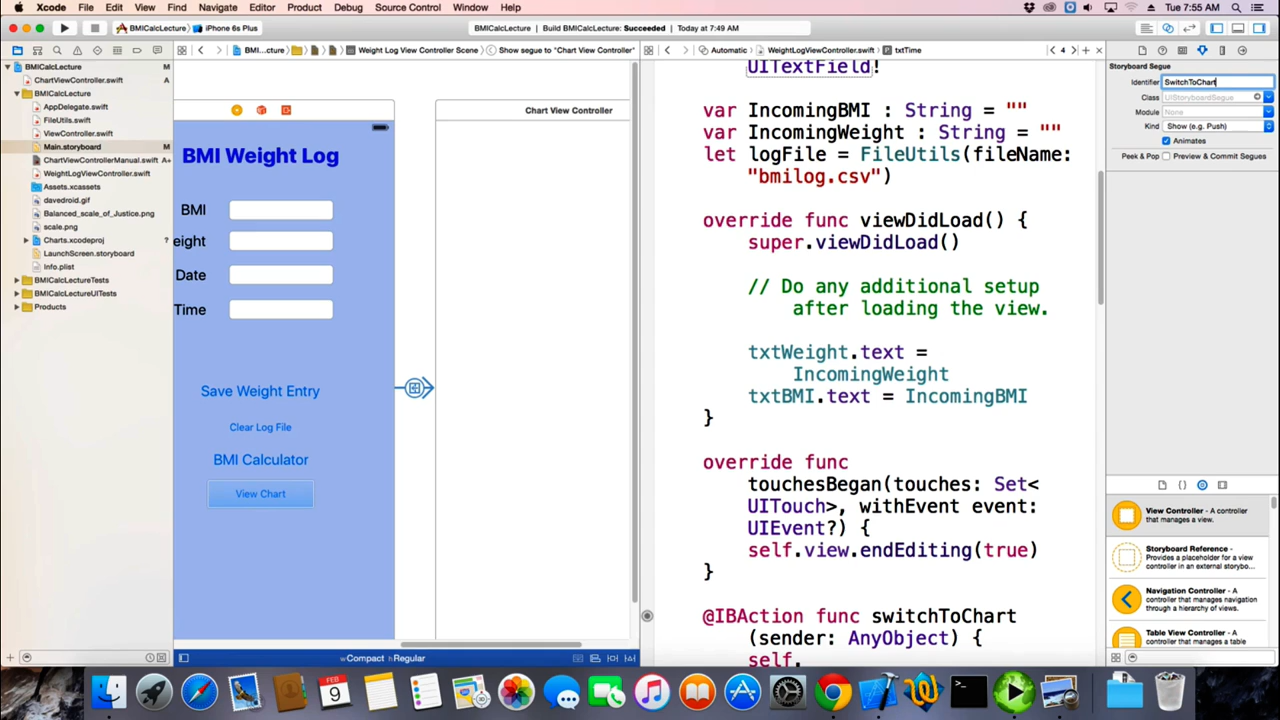 Xcode File Edit View Find Navigate Editor Product Debug Source Control Window Help Tue 7:55 AM
BMICalcLecture iPhone 6s Plus BMICalcLecture | Build BMICalcLecture: Succeeded | Today at 7:49 AM
BMI...cture Weight Log View Controller Scene Show segue to "Chart View Controller" Automatic WeightLogViewController.swift txtTime 4
BMICalcLecture M
ChartViewController.swift A
BMICalcLecture
AppDelegate.swift
FileUtils.swift
ViewController.swift
Main.storyboard M
ChartViewControllerManual.swift A+
WeightLogViewController.swift
Assets.xcassets
davedroid.gif
Balanced_scale_of_Justice.png
scale.png
Charts.xcodeproj ?
LaunchScreen.storyboard
Info.plist
BMICalcLectureTests
BMICalcLectureUITests
Products
BMI Weight Log
BMI
eight
Date
Time
Save Weight Entry
Clear Log File
BMI Calculator
View Chart
Chart View Controller
wCompact hRegular
UITextField!
var IncomingBMI : String = ""
var IncomingWeight : String = ""
let logFile = FileUtils(fileName:
"bmilog.csv")
override func viewDidLoad() {
super.viewDidLoad()
// Do any additional setup
after loading the view.
txtWeight.text =
IncomingWeight
txtBMI.text = IncomingBMI
}
override func
touchesBegan(touches: Set<
UITouch>, withEvent event:
UIEvent?) {
self.view.endEditing(true)
}
@IBAction func switchToChart
(sender: AnyObject) {
self.
Storyboard Segue
Identifier SwitchToChart
Class UIStoryboardSegue
Module None
Kind Show (e.g. Push)
Animates
Peek & Pop Preview & Commit Segues
View Controller - A controller
that manages a view.
Storyboard Reference -
Provides a placeholder for a view
controller in an external storybo...
Navigation Controller - A
controller that manages navigation
through a hierarchy of views.
Table View Controller - A
controller that manages a table
FEB
9